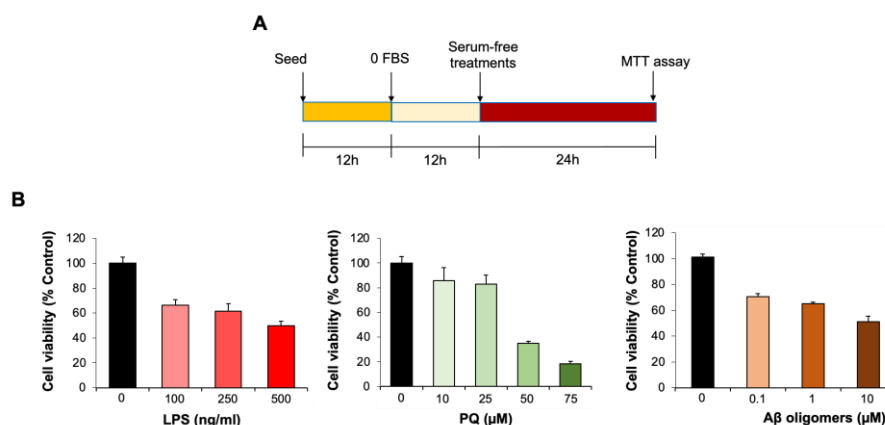 A
Seed
0 FBS
Serum-free
treatments
MTT assay
12h
12h
24h
B
Cell viability (% Control)
120
100
80
60
40
20
0
0
100
250
500
LPS (ng/ml)
Cell viability (% Control)
120
100
80
60
40
20
0
0
10
25
50
75
PQ (µM)
Cell viability (% Control)
120
100
80
60
40
20
0
0
0.1
1
10
Aβ oligomers (µM)